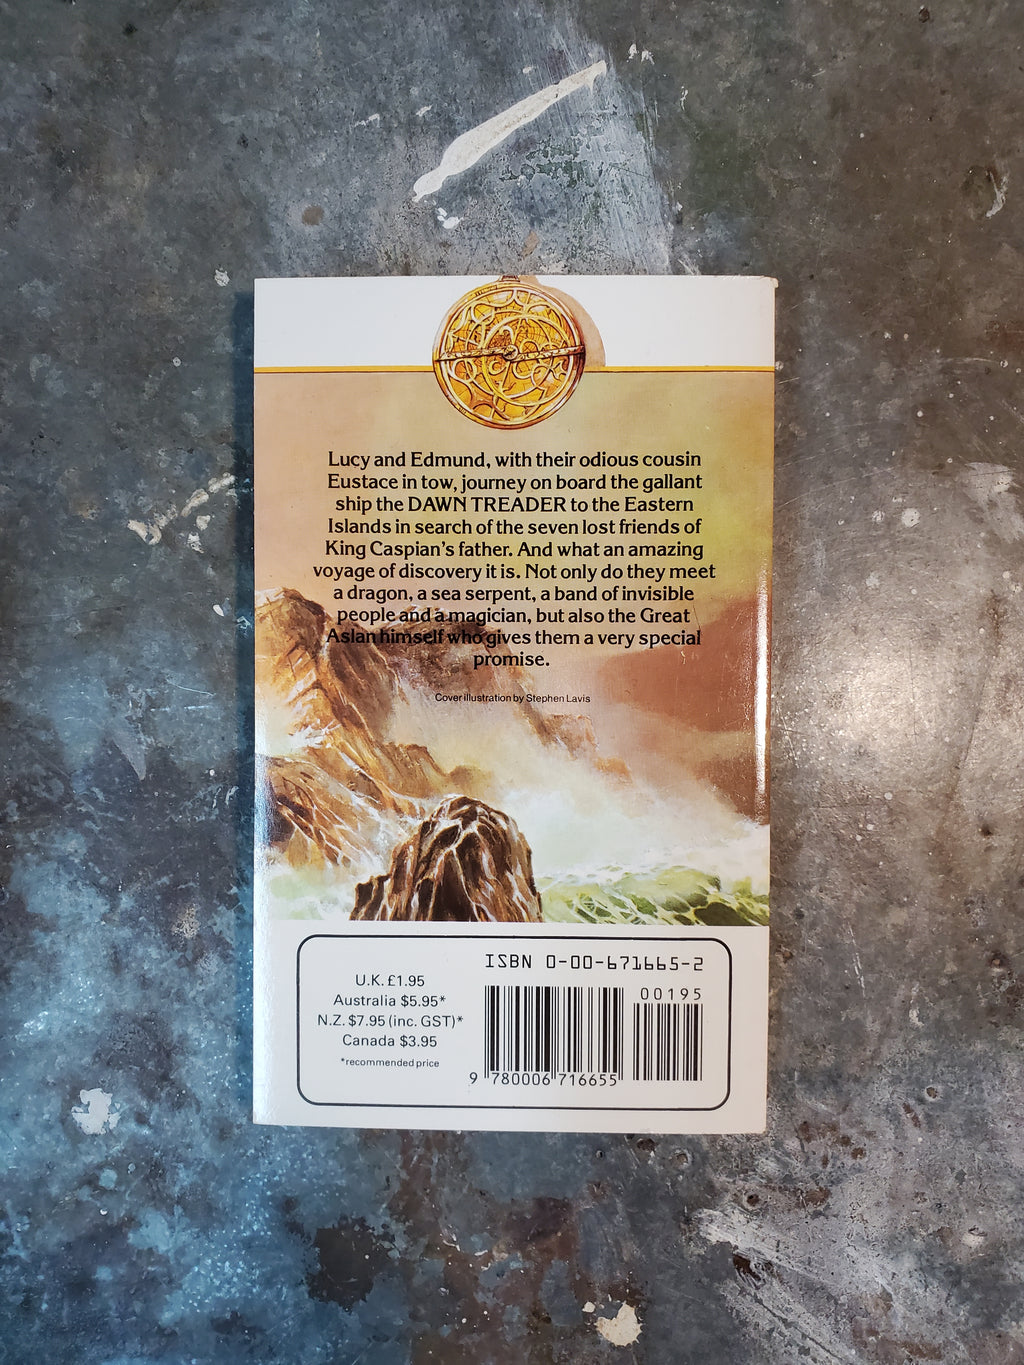 Lucy and Edmund, with their odious cousin
Eustace in tow, journey on board the gallant
ship the DAWN TREADER to the Eastern
Islands in search of the seven lost friends of
King Caspian's father. And what an amazing
voyage of discovery it is. Not only do they meet
a dragon, a sea serpent, a band of invisible
people and a magician, but also the Great
Aslan himself who gives them a very special
promise.
Cover illustration by Stephen Lavis
ISBN 0-00-671665-2
U.K. £1.95
Australia $5.95*
N.Z. $7.95 (inc. GST)*
Canada $3.95
*recommended price
00195
9 780006 716655